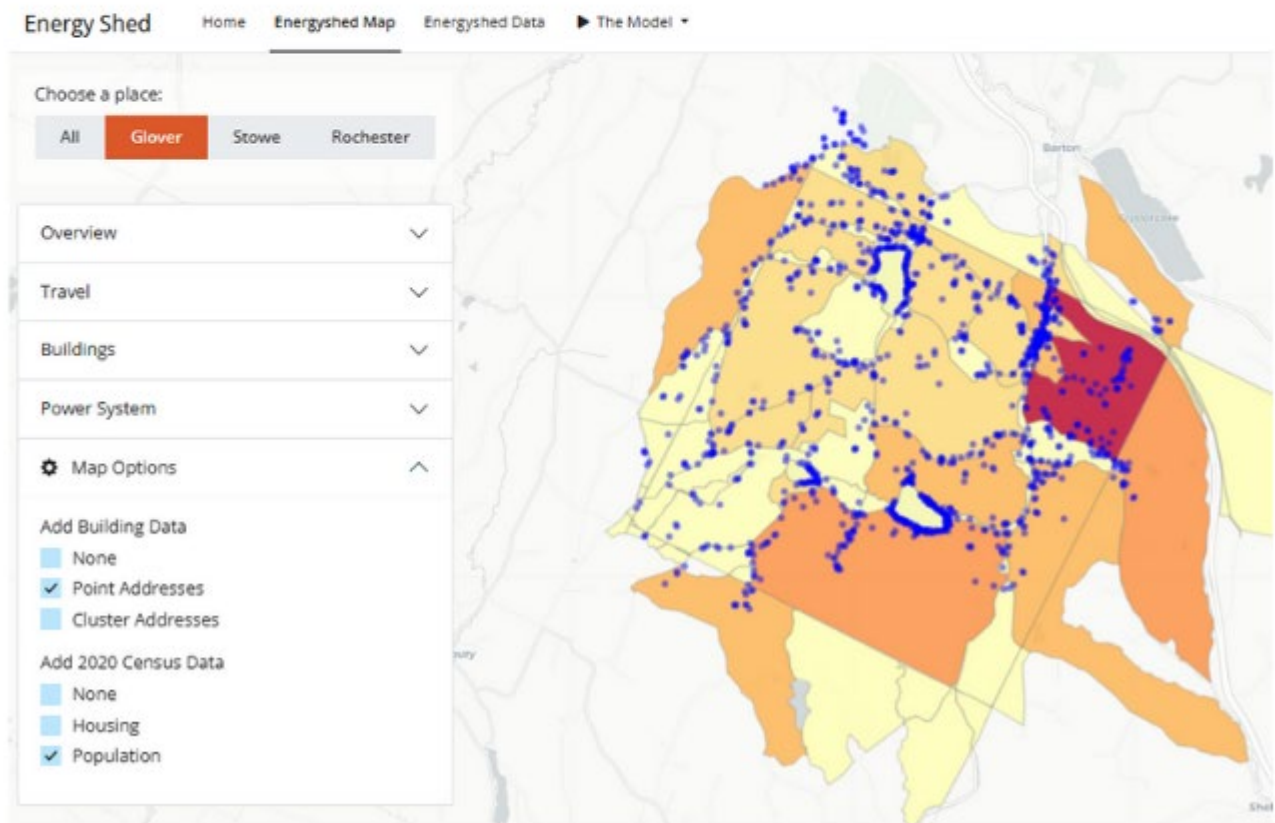 Energy Shed Home Energyshed Map Energyshed Data The Model
Choose a place:
All Glover Stowe Rochester
Overview
Travel
Buildings
Power System
Map Options
Add Building Data
None
Point Addresses
Cluster Addresses
Add 2020 Census Data
None
Housing
Population
Barton